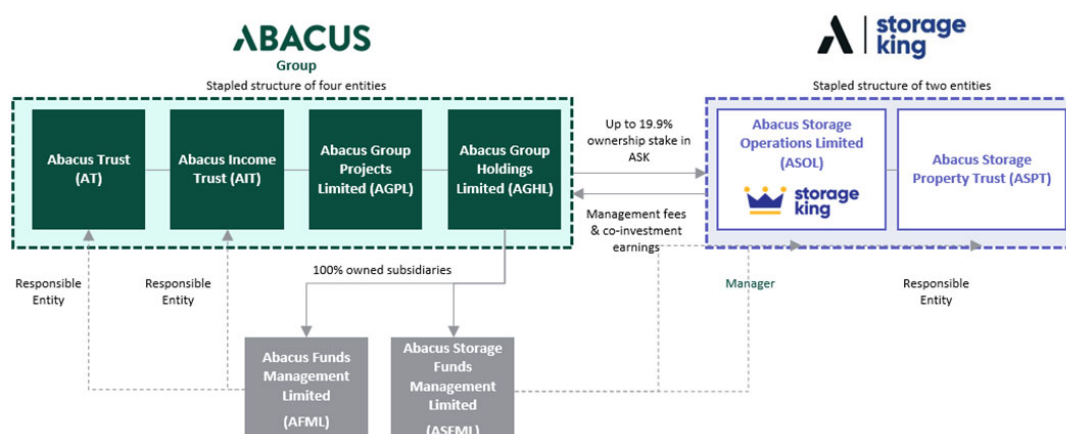 ABACUS
Group
Stapled structure of four entities
storage
king
Stapled structure of two entities
Abacus Trust
(AT)
Abacus Income
Trust (AIT)
Abacus Group
Projects
Limited (AGPL)
Abacus Group
Holdings
Limited (AGHL)
Up to 19.9%
ownership stake in
ASK
Management fees
& co-investment
earnings
Abacus Storage
Operations Limited
(ASOL)
storage
king
Abacus Storage
Property Trust (ASPT)
Responsible
Entity
Responsible
Entity
100% owned subsidiaries
Manager
Responsible
Entity
Abacus Funds
Management
Limited
(AFML)
Abacus Storage
Funds
Management
Limited
(ASFML)